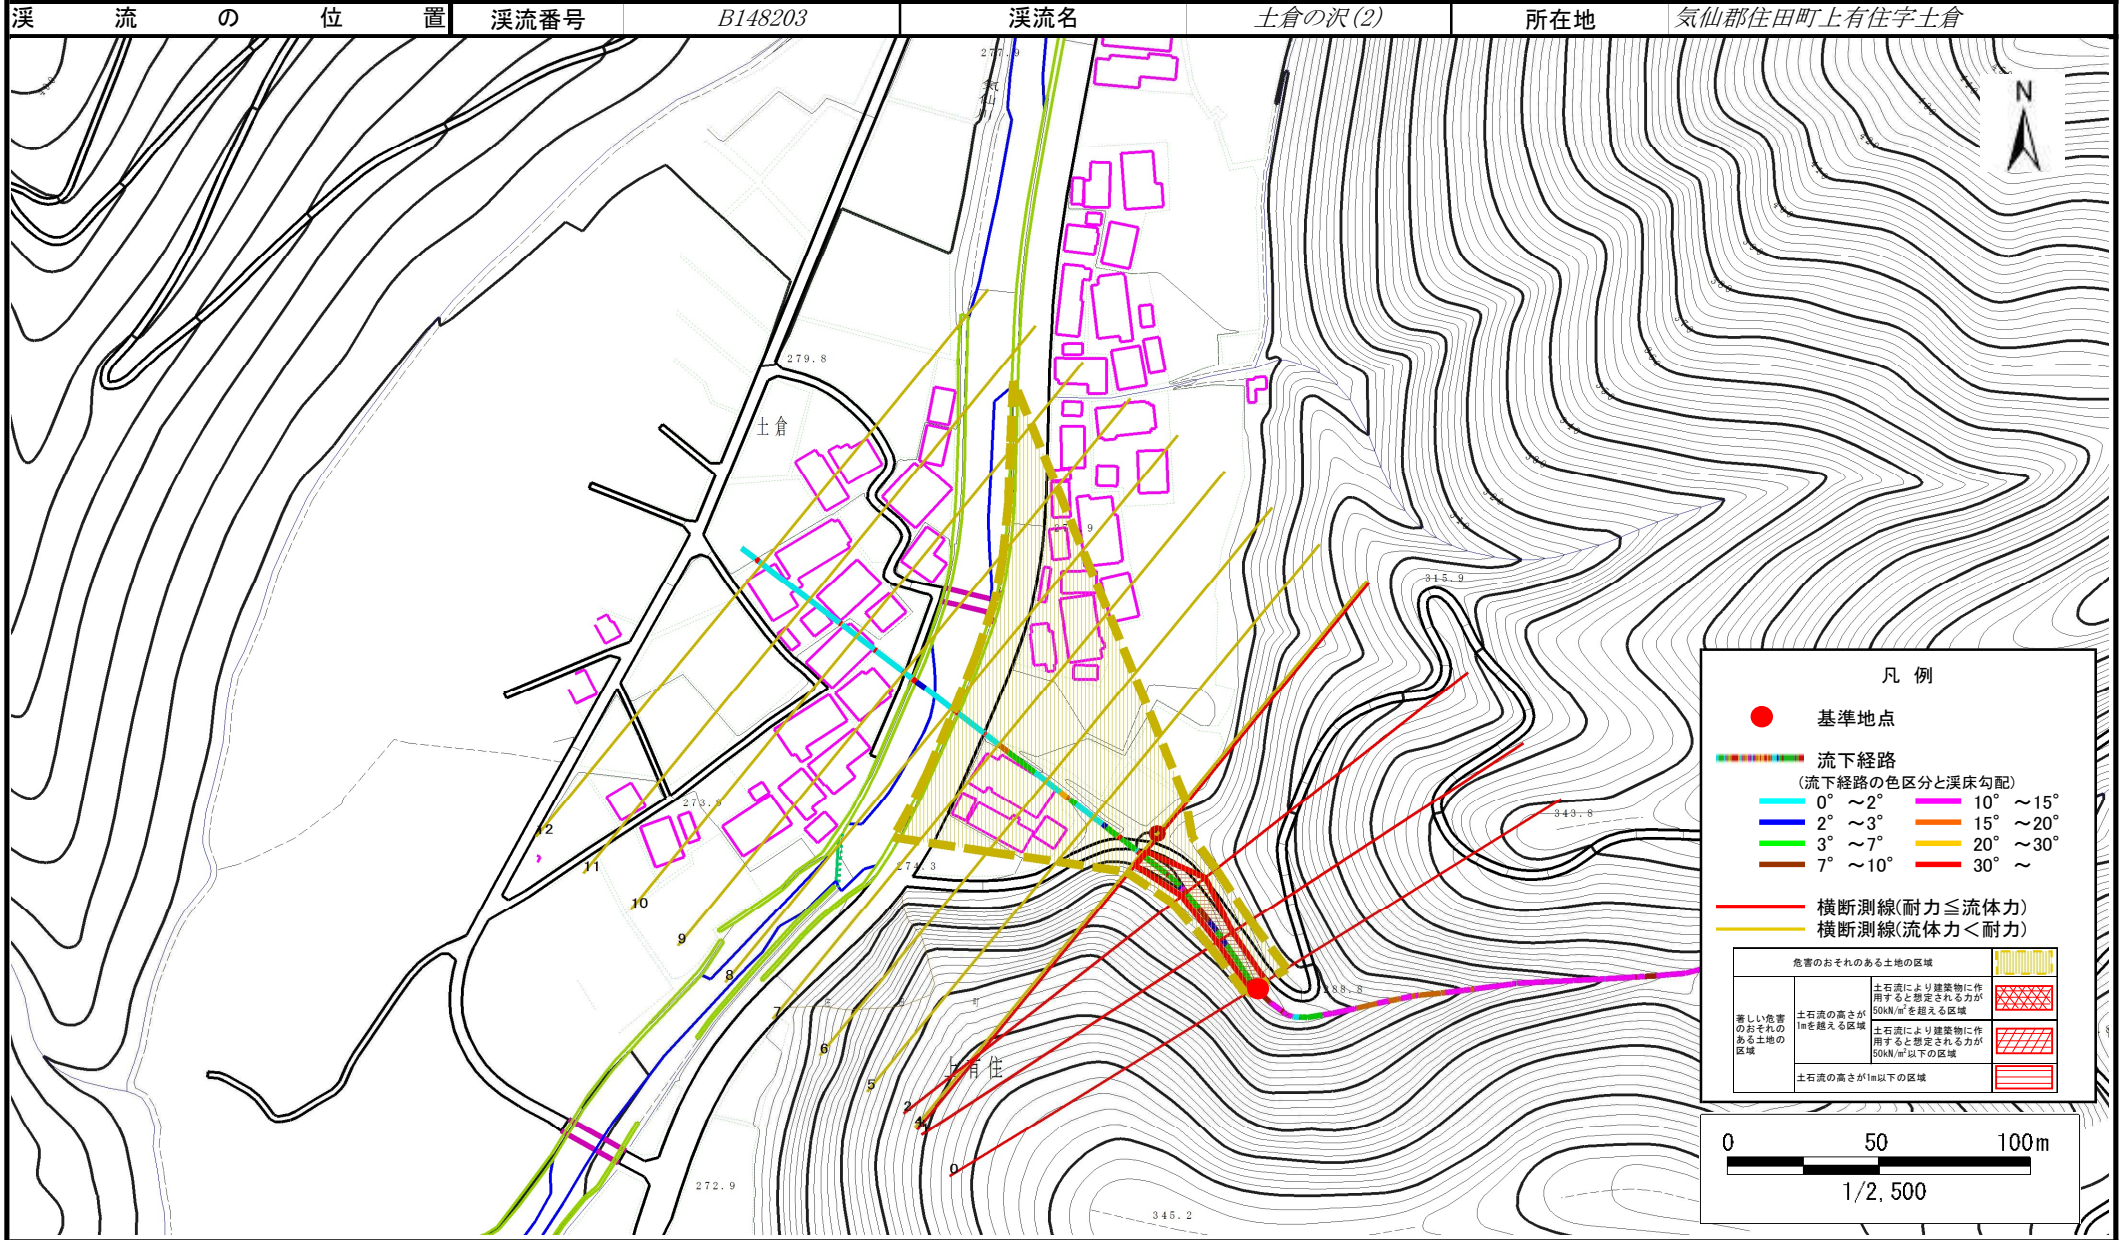 渓流の位置 渓流番号 B148203 渓流名 土倉の沢(2) 所在地 気仙郡住田町上有住字土倉
277.9
気仙川
N
279.8
土倉
315.9
273.9
274.3
343.8
288.8
上有住
272.9
345.2
12
11
10
9
8
7
6
5
2
4
0
凡例
基準地点
流下経路
(流下経路の色区分と渓床勾配)
0° ～2° 10° ～15°
2° ～3° 15° ～20°
3° ～7° 20° ～30°
7° ～10° 30° ～
横断測線(耐力≦流体力)
横断測線(流体力＜耐力)
危害のおそれのある土地の区域
著しい危害のおそれのある土地の区域
土石流の高さが1mを越える区域
土石流により建築物に作用すると想定される力が50kN/m²を超える区域
土石流により建築物に作用すると想定される力が50kN/m²以下の区域
土石流の高さが1m以下の区域
0 50 100m
1/2,500